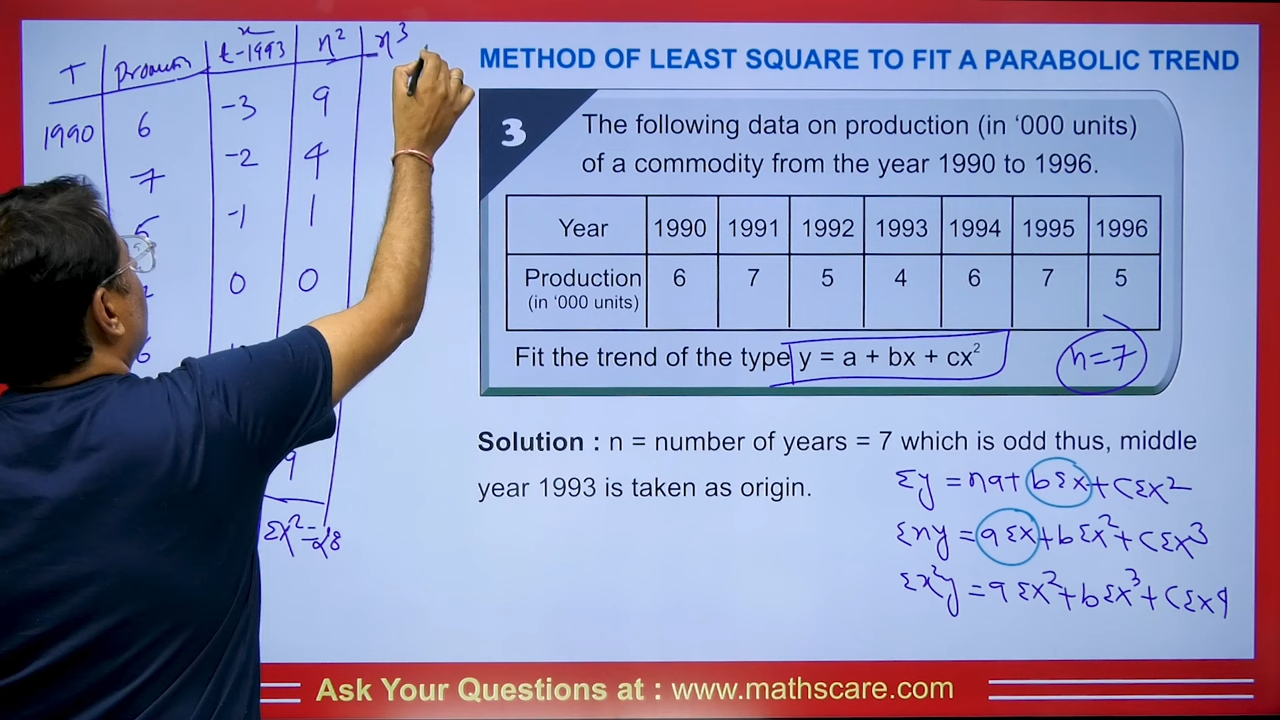 METHOD OF LEAST SQUARE TO FIT A PARABOLIC TREND
3
The following data on production (in ‘000 units)
of a commodity from the year 1990 to 1996.
Year 1990 1991 1992 1993 1994 1995 1996
Production 6 7 5 4 6 7 5
(in ‘000 units)
Fit the trend of the type y = a + bx + cx²
n=7
Solution : n = number of years = 7 which is odd thus, middle
year 1993 is taken as origin.
Σy = na + bΣx + cΣx²
Σxy = aΣx + bΣx² + cΣx³
Σx²y = aΣx² + bΣx³ + cΣx4
x
T Production t-1993 x² x³
1990 6 -3 9
7 -2 4
5 -1 1
0 0
6
9
Σx²=28
Ask Your Questions at : www.mathscare.com